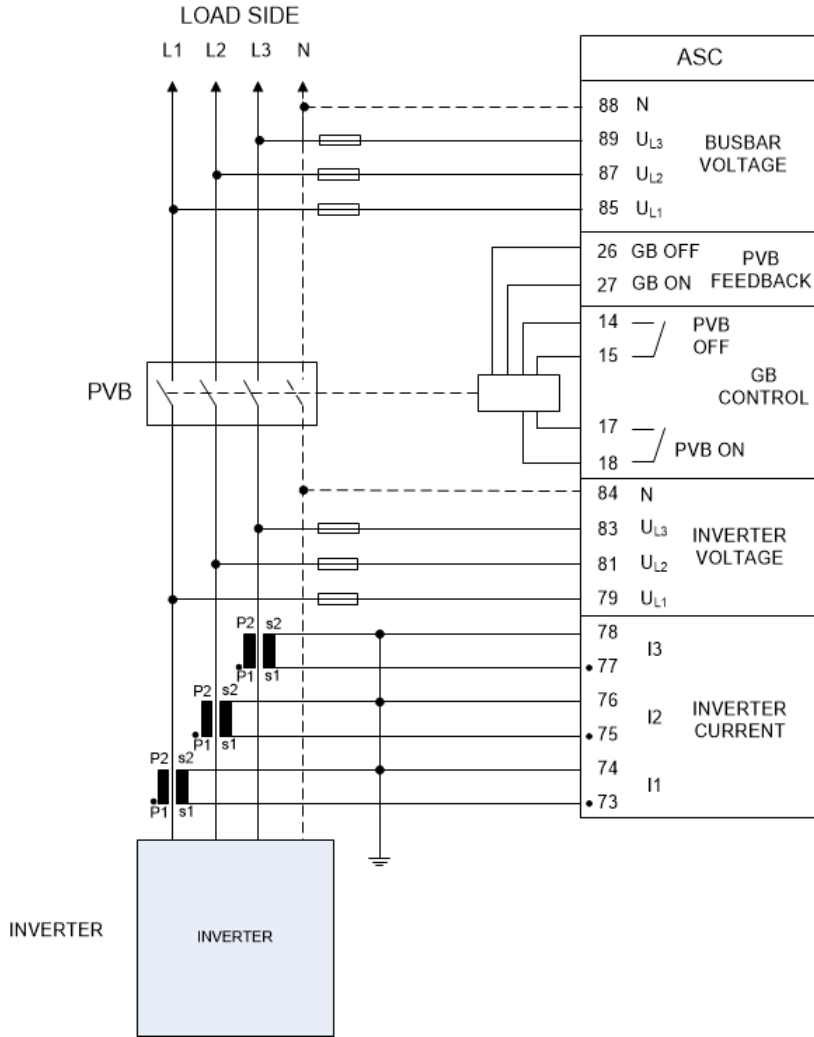 LOAD SIDE
L1 L2 L3 N
ASC
88 N
89 UL3
87 UL2
85 UL1
BUSBAR
VOLTAGE
26 GB OFF
27 GB ON
PVB
FEEDBACK
14
15
PVB
OFF
GB
CONTROL
17
18
PVB ON
PVB
84 N
83 UL3
81 UL2
79 UL1
INVERTER
VOLTAGE
P2 s2
P1 s1
78
77
I3
P2 s2
P1 s1
76
75
I2
INVERTER
CURRENT
P2 s2
P1 s1
74
73
I1
INVERTER
INVERTER